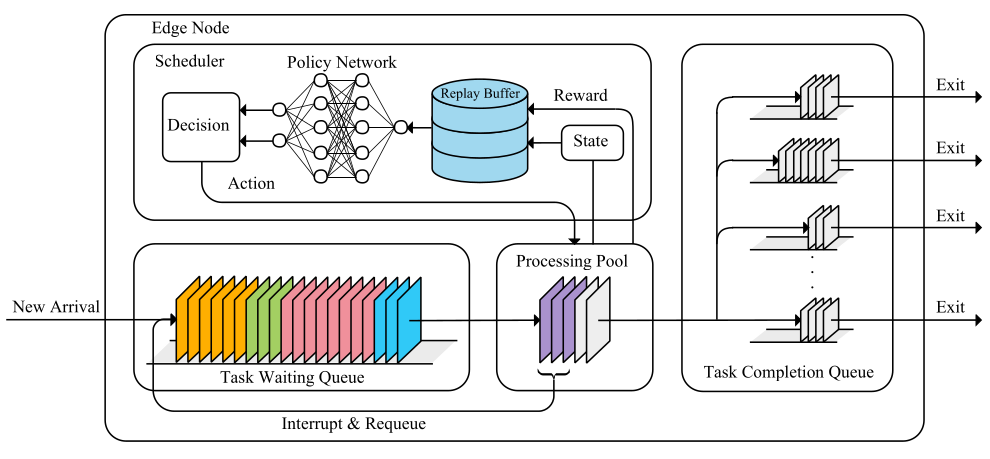 Edge Node
Scheduler
Policy Network
Replay Buffer
Reward
Decision
State
Action
Exit
Exit
Exit
Processing Pool
New Arrival
Exit
Task Waiting Queue
Task Completion Queue
Interrupt & Requeue